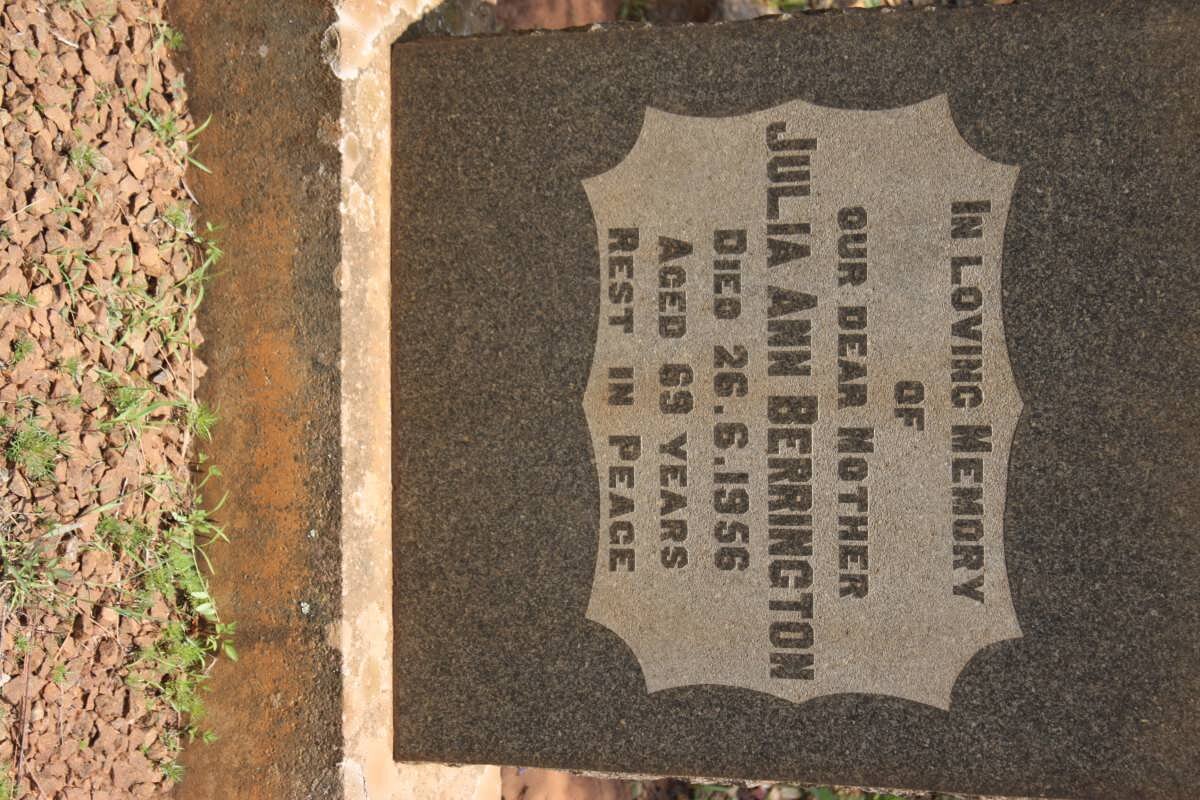 IN LOVING MEMORY
OF
OUR DEAR MOTHER
JULIA ANN BERRINGTON
DIED 26.6.1956
AGED 69 YEARS
REST IN PEACE